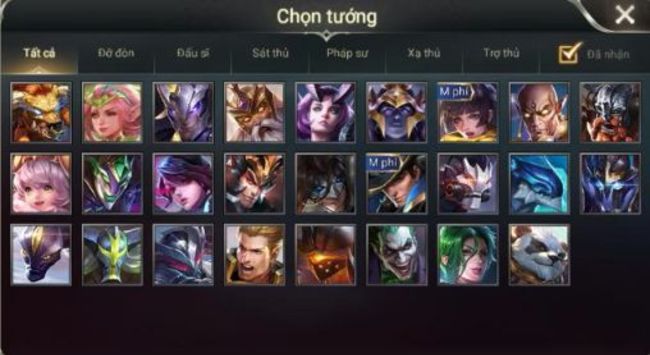 Chọn tướng
Tất cả Đỡ đòn Đấu sĩ Sát thủ Pháp sư Xạ thủ Trợ thủ Đã nhận
M phí
M phí